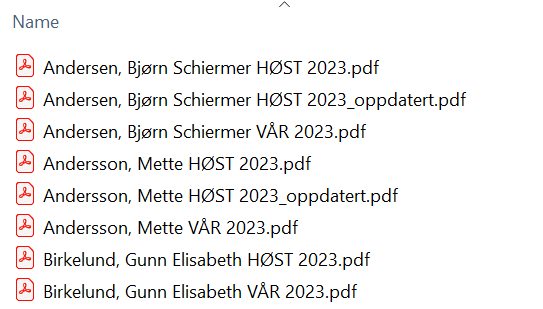 Name
Andersen, Bjørn Schiermer HØST 2023.pdf
Andersen, Bjørn Schiermer HØST 2023_oppdatert.pdf
Andersen, Bjørn Schiermer VÅR 2023.pdf
Andersson, Mette HØST 2023.pdf
Andersson, Mette HØST 2023_oppdatert.pdf
Andersson, Mette VÅR 2023.pdf
Birkelund, Gunn Elisabeth HØST 2023.pdf
Birkelund, Gunn Elisabeth VÅR 2023.pdf